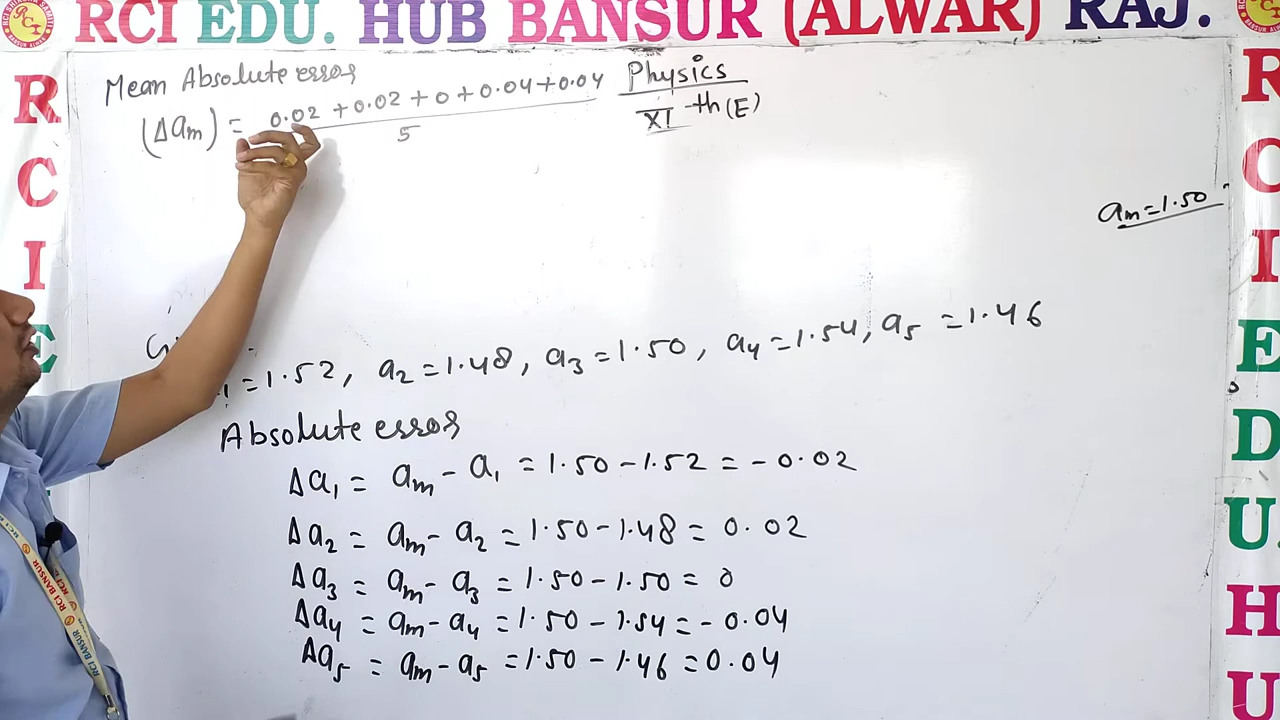 RCI EDU. HUB BANSUR (ALWAR) RAJ.
Mean Absolute error
(Δam) = 0.02 + 0.02 + 0 + 0.04 + 0.04
5
Physics
XI-th (E)
am = 1.50
= 1.52, a2 = 1.48, a3 = 1.50, a4 = 1.54, a5 = 1.46
Absolute error
Δa1 = am - a1 = 1.50 - 1.52 = - 0.02
Δa2 = am - a2 = 1.50 - 1.48 = 0.02
Δa3 = am - a3 = 1.50 - 1.50 = 0
Δa4 = am - a4 = 1.50 - 1.54 = - 0.04
Δa5 = am - a5 = 1.50 - 1.46 = 0.04
R
C
I
E
R
C
I
E
D
U.
H
U
RCI BANSUR